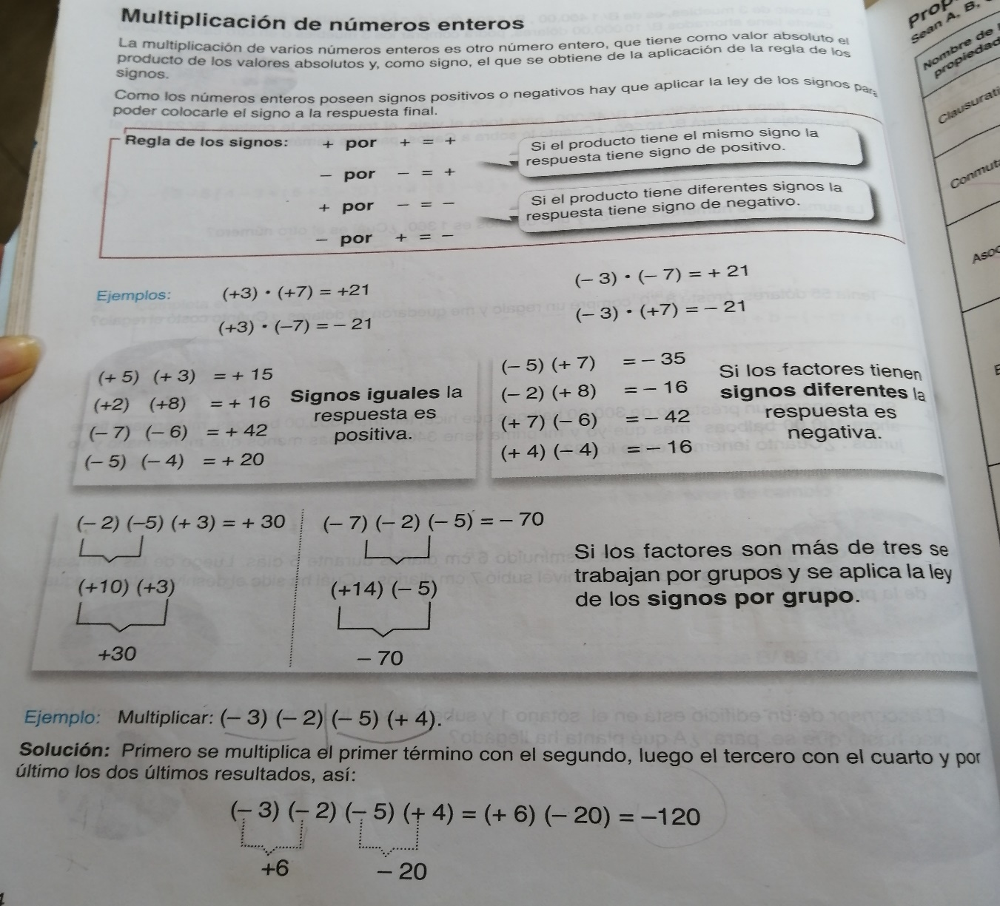 Multiplicación de números enteros
La multiplicación de varios números enteros es otro número entero, que tiene como valor absoluto el
producto de los valores absolutos y, como signo, el que se obtiene de la aplicación de la regla de los
signos.
Como los números enteros poseen signos positivos o negativos hay que aplicar la ley de los signos para
poder colocarle el signo a la respuesta final.
Regla de los signos: + por + = +
− por − = +
+ por − = −
− por + = −
Si el producto tiene el mismo signo la
respuesta tiene signo de positivo.
Si el producto tiene diferentes signos la
respuesta tiene signo de negativo.
Ejemplos: (+3) • (+7) = +21
(+3) • (−7) = − 21
(− 3) • (− 7) = + 21
(− 3) • (+7) = − 21
(+ 5) (+ 3) = + 15
(+2) (+8) = + 16
(− 7) (− 6) = + 42
(− 5) (− 4) = + 20
Signos iguales la
respuesta es
positiva.
(− 5) (+ 7) = − 35
(− 2) (+ 8) = − 16
(+ 7) (− 6) = − 42
(+ 4) (− 4) = − 16
Si los factores tienen
signos diferentes la
respuesta es
negativa.
(− 2) (−5) (+ 3) = + 30
(+10) (+3)
+30
(− 7) (− 2) (− 5) = − 70
(+14) (− 5)
− 70
Si los factores son más de tres se
trabajan por grupos y se aplica la ley
de los signos por grupo.
Ejemplo: Multiplicar: (− 3) (− 2) (− 5) (+ 4).
Solución: Primero se multiplica el primer término con el segundo, luego el tercero con el cuarto y por
último los dos últimos resultados, así:
(− 3) (− 2) (− 5) (+ 4) = (+ 6) (− 20) = −120
+6 − 20
Prop
Sean A, B,
Nombre de
propiedad
Clausurati
Conmut
Asoc